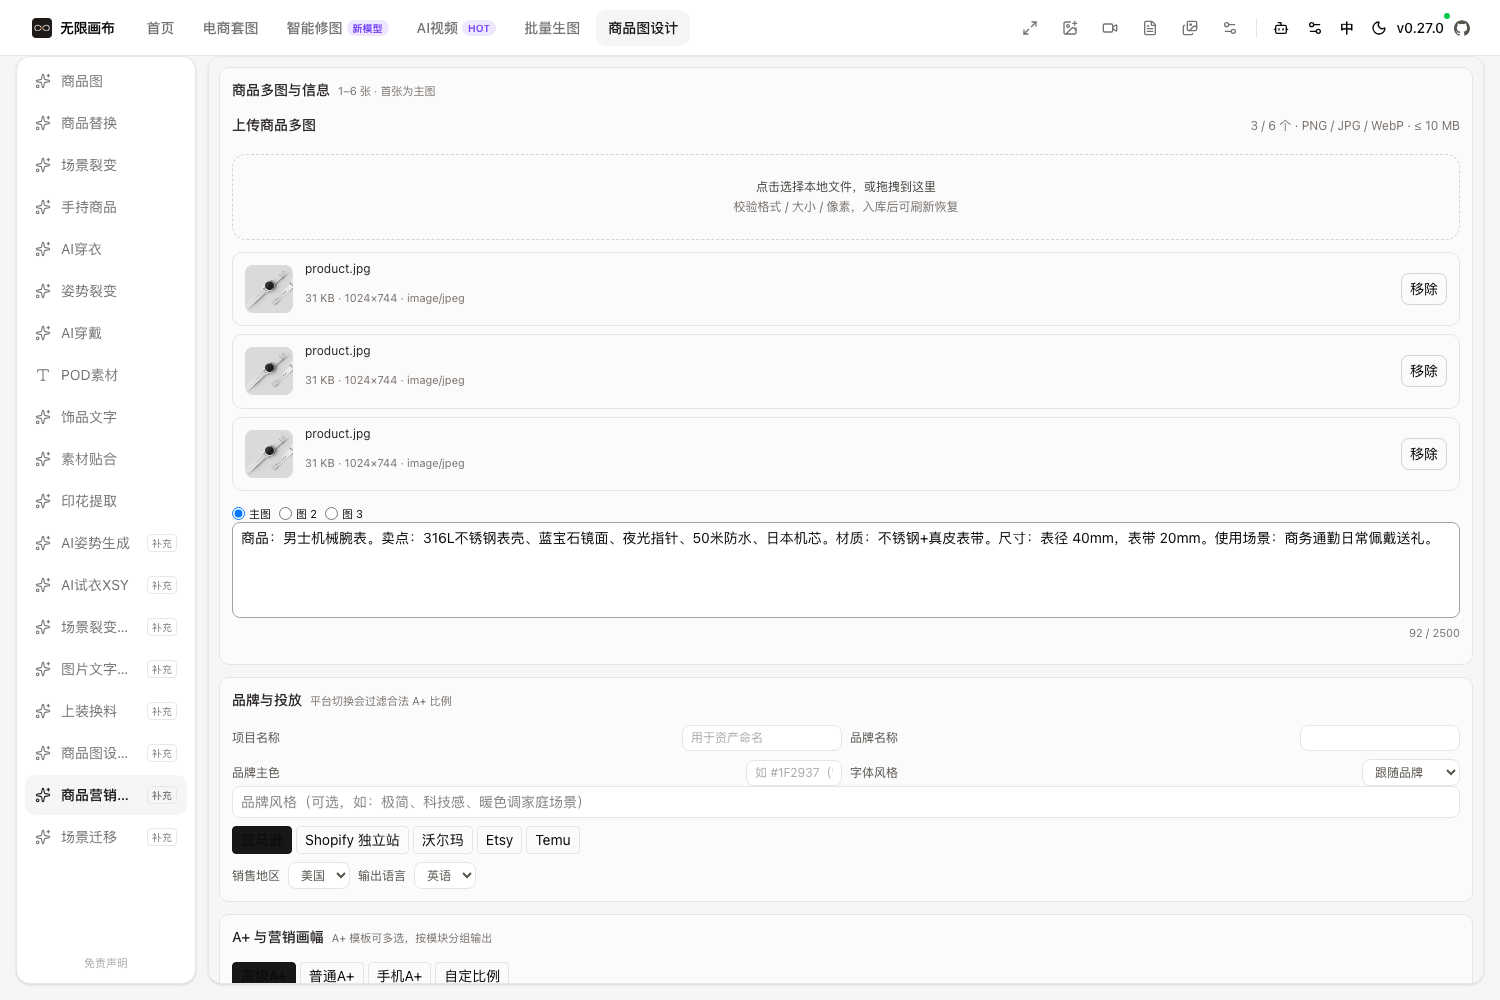 无限画布
首页
电商套图
智能修图 新模型
AI视频 HOT
批量生图
商品图设计
中
v0.27.0
商品图
商品替换
场景裂变
手持商品
AI穿衣
姿势裂变
AI穿戴
POD素材
饰品文字
素材贴合
印花提取
AI姿势生成 补充
AI试衣XSY 补充
场景裂变... 补充
图片文字... 补充
上装换料 补充
商品图设... 补充
商品营销... 补充
场景迁移 补充
免责声明
商品多图与信息 1–6 张 · 首张为主图
上传商品多图 3 / 6 个 · PNG / JPG / WebP · ≤ 10 MB
点击选择本地文件，或拖拽到这里
校验格式 / 大小 / 像素，入库后可刷新恢复
product.jpg
31 KB · 1024×744 · image/jpeg
移除
product.jpg
31 KB · 1024×744 · image/jpeg
移除
product.jpg
31 KB · 1024×744 · image/jpeg
移除
主图 图 2 图 3
商品：男士机械腕表。卖点：316L不锈钢表壳、蓝宝石镜面、夜光指针、50米防水、日本机芯。材质：不锈钢+真皮表带。尺寸：表径 40mm，表带 20mm。使用场景：商务通勤日常佩戴送礼。
92 / 2500
品牌与投放 平台切换会过滤合法 A+ 比例
项目名称 用于资产命名 品牌名称
品牌主色 如 #1F2937（ 字体风格 跟随品牌
品牌风格（可选，如：极简、科技感、暖色调家庭场景）
亚马逊 Shopify 独立站 沃尔玛 Etsy Temu
销售地区 美国 输出语言 英语
A+ 与营销画幅 A+ 模板可多选，按模块分组输出
高级A+ 普通A+ 手机A+ 自定比例